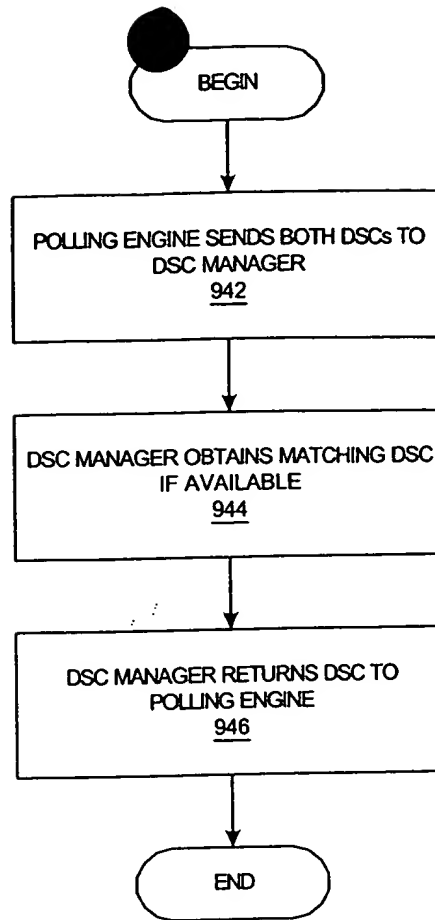 BEGIN
POLLING ENGINE SENDS BOTH DSCs TO
DSC MANAGER
942
DSC MANAGER OBTAINS MATCHING DSC
IF AVAILABLE
944
DSC MANAGER RETURNS DSC TO
POLLING ENGINE
946
END